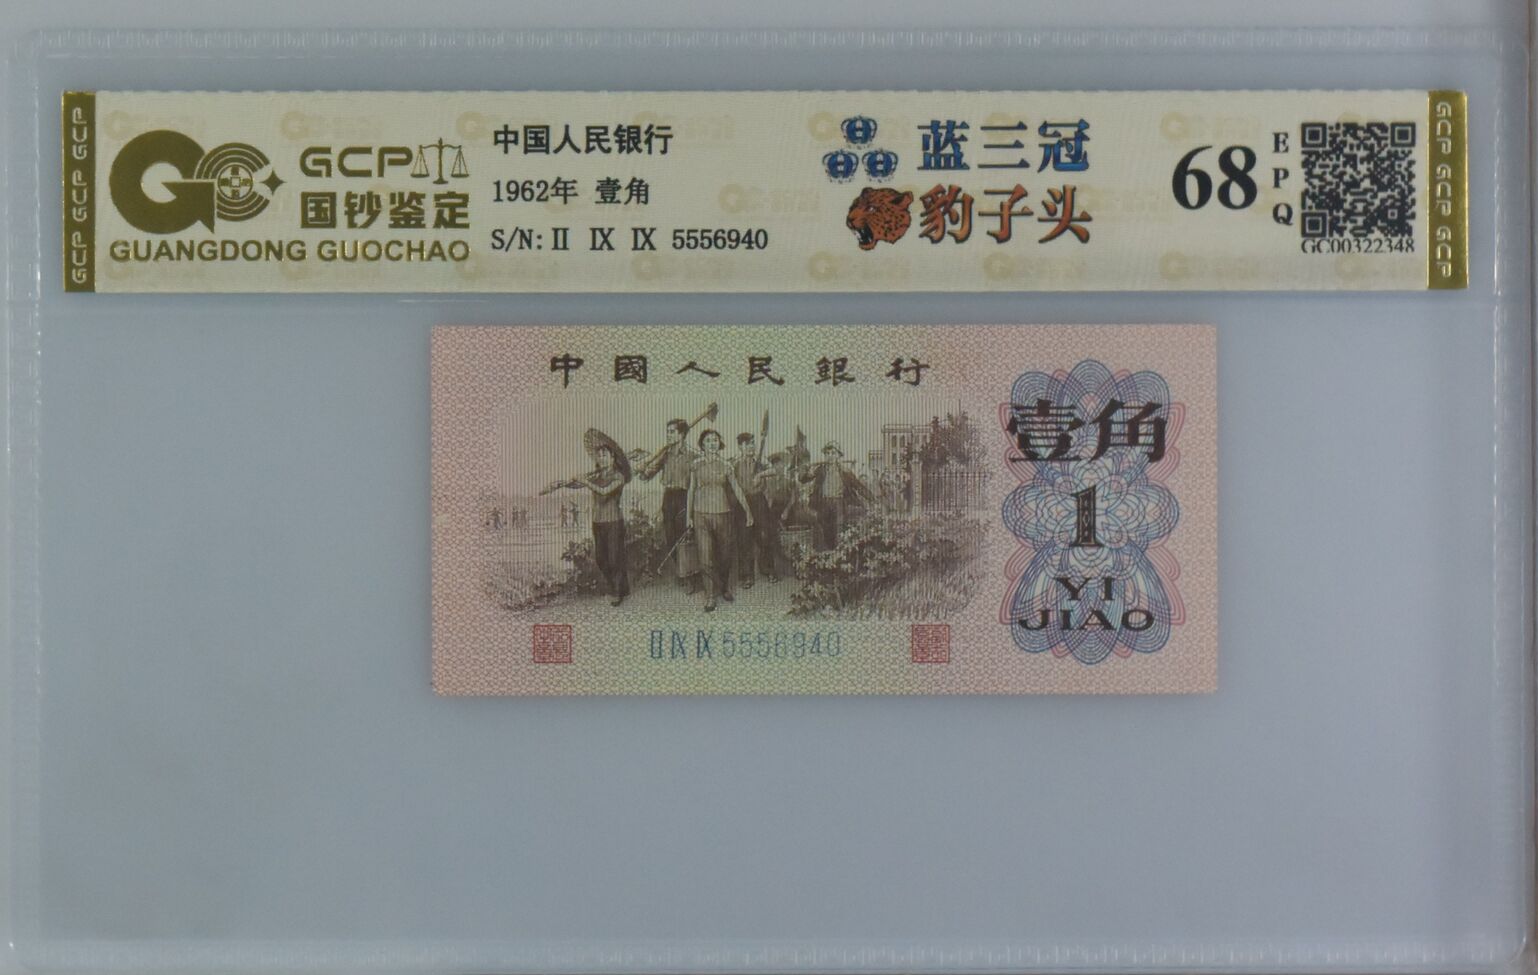 GCP GCP GCP
GCP
国钞鉴定
GUANGDONG GUOCHAO
中国人民银行
1962年 壹角
S/N: II IX IX 5556940
蓝三冠
豹子头
68
EPQ
GC00322348
GCP GCP GCP
中國人民銀行
壹角
1
YI
JIAO
II IX IX 5556940